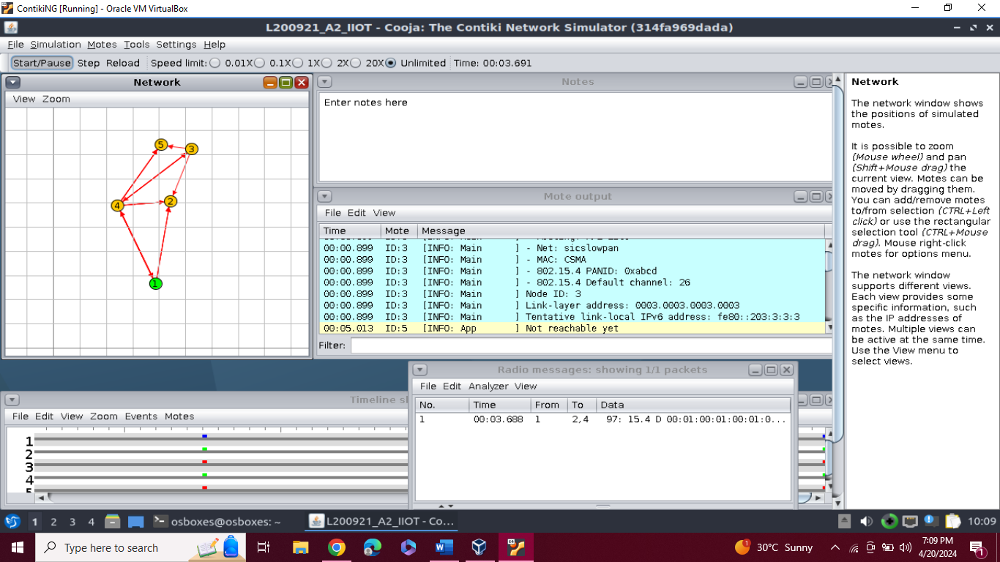 ContikiNG [Running] - Oracle VM VirtualBox
L200921_A2_IIOT - Cooja: The Contiki Network Simulator (314fa969dada)
File Simulation Motes Tools Settings Help
Start/Pause Step Reload Speed limit: 0.01X 0.1X 1X 2X 20X Unlimited Time: 00:03.691
Network
View Zoom
5
3
4
2
1
Notes
Enter notes here
Mote output
File Edit View
Time Mote Message
00:00.899 ID:3 [INFO: Main ] - Net: sicslowpan
00:00.899 ID:3 [INFO: Main ] - MAC: CSMA
00:00.899 ID:3 [INFO: Main ] - 802.15.4 PANID: 0xabcd
00:00.899 ID:3 [INFO: Main ] - 802.15.4 Default channel: 26
00:00.899 ID:3 [INFO: Main ] Node ID: 3
00:00.899 ID:3 [INFO: Main ] Link-layer address: 0003.0003.0003.0003
00:00.899 ID:3 [INFO: Main ] Tentative link-local IPv6 address: fe80::203:3:3:3
00:05.013 ID:5 [INFO: App ] Not reachable yet
Filter:
Network
The network window shows
the positions of simulated
motes.
It is possible to zoom
(Mouse wheel) and pan
(Shift+Mouse drag) the
current view. Motes can be
moved by dragging them.
You can add/remove motes
to/from selection (CTRL+Left
click) or use the rectangular
selection tool (CTRL+Mouse
drag). Mouse right-click
motes for options menu.
The network window
supports different views.
Each view provides some
specific information, such
as the IP addresses of
motes. Multiple views can
be active at the same time.
Use the View menu to
select views.
Radio messages: showing 1/1 packets
File Edit Analyzer View
No. Time From To Data
1 00:03.688 1 2,4 97: 15.4 D 00:01:00:01:00:01:0...
Timeline
File Edit View Zoom Events Motes
1
2
3
4
5
1 2 3 4 osboxes@osboxes: ~ L200921_A2_IIOT - Co... 10:09
Type here to search
30°C Sunny
7:09 PM
4/20/2024
1